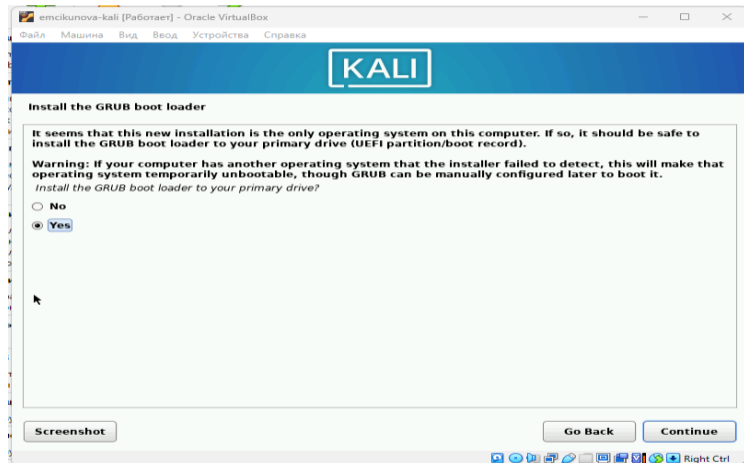 emcikunova-kali [Работает] - Oracle VirtualBox
Файл Машина Вид Ввод Устройства Справка
KALI
Install the GRUB boot loader
It seems that this new installation is the only operating system on this computer. If so, it should be safe to
install the GRUB boot loader to your primary drive (UEFI partition/boot record).
Warning: If your computer has another operating system that the installer failed to detect, this will make that
operating system temporarily unbootable, though GRUB can be manually configured later to boot it.
Install the GRUB boot loader to your primary drive?
No
Yes
Screenshot
Go Back
Continue
Right Ctrl